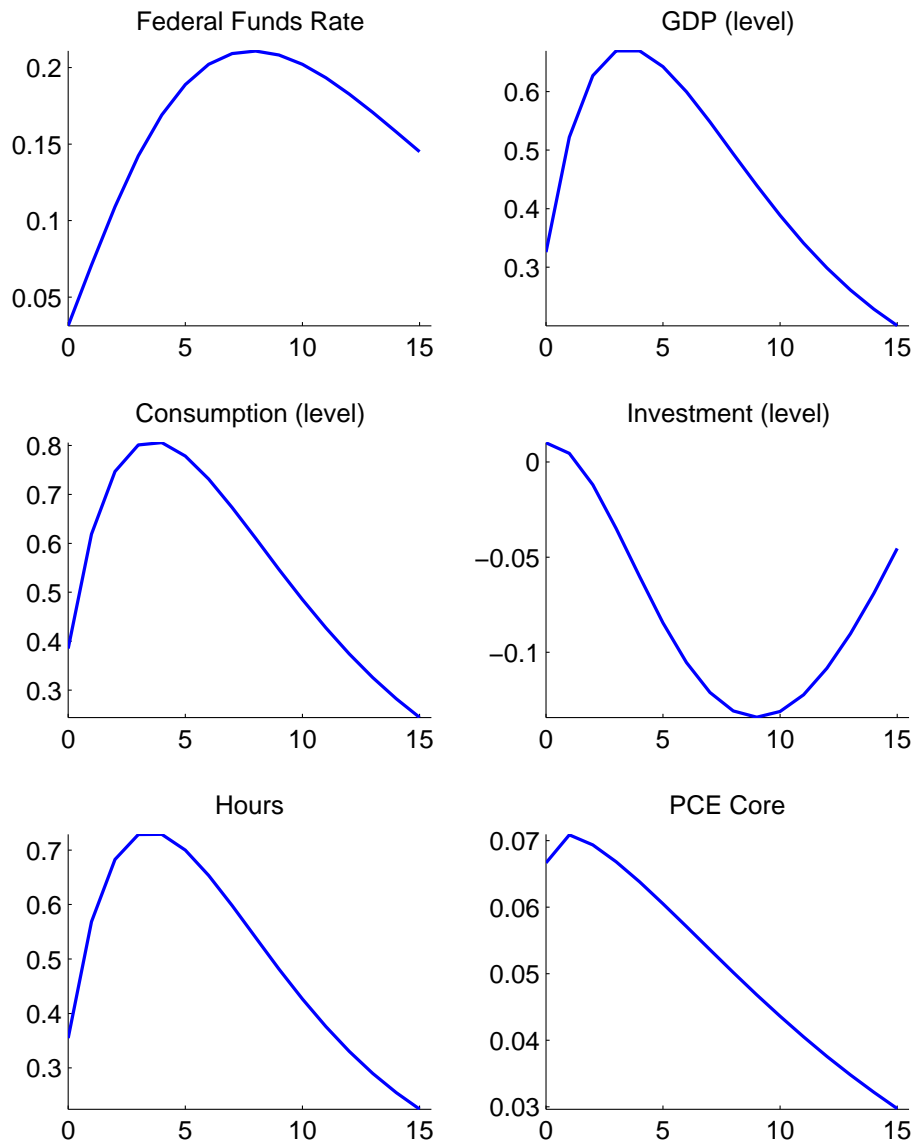 Federal Funds Rate
0.2
0.15
0.1
0.05
0 5 10 15
GDP (level)
0.6
0.5
0.4
0.3
0 5 10 15
Consumption (level)
0.8
0.7
0.6
0.5
0.4
0.3
0 5 10 15
Investment (level)
0
−0.05
−0.1
0 5 10 15
Hours
0.7
0.6
0.5
0.4
0.3
0 5 10 15
PCE Core
0.07
0.06
0.05
0.04
0.03
0 5 10 15